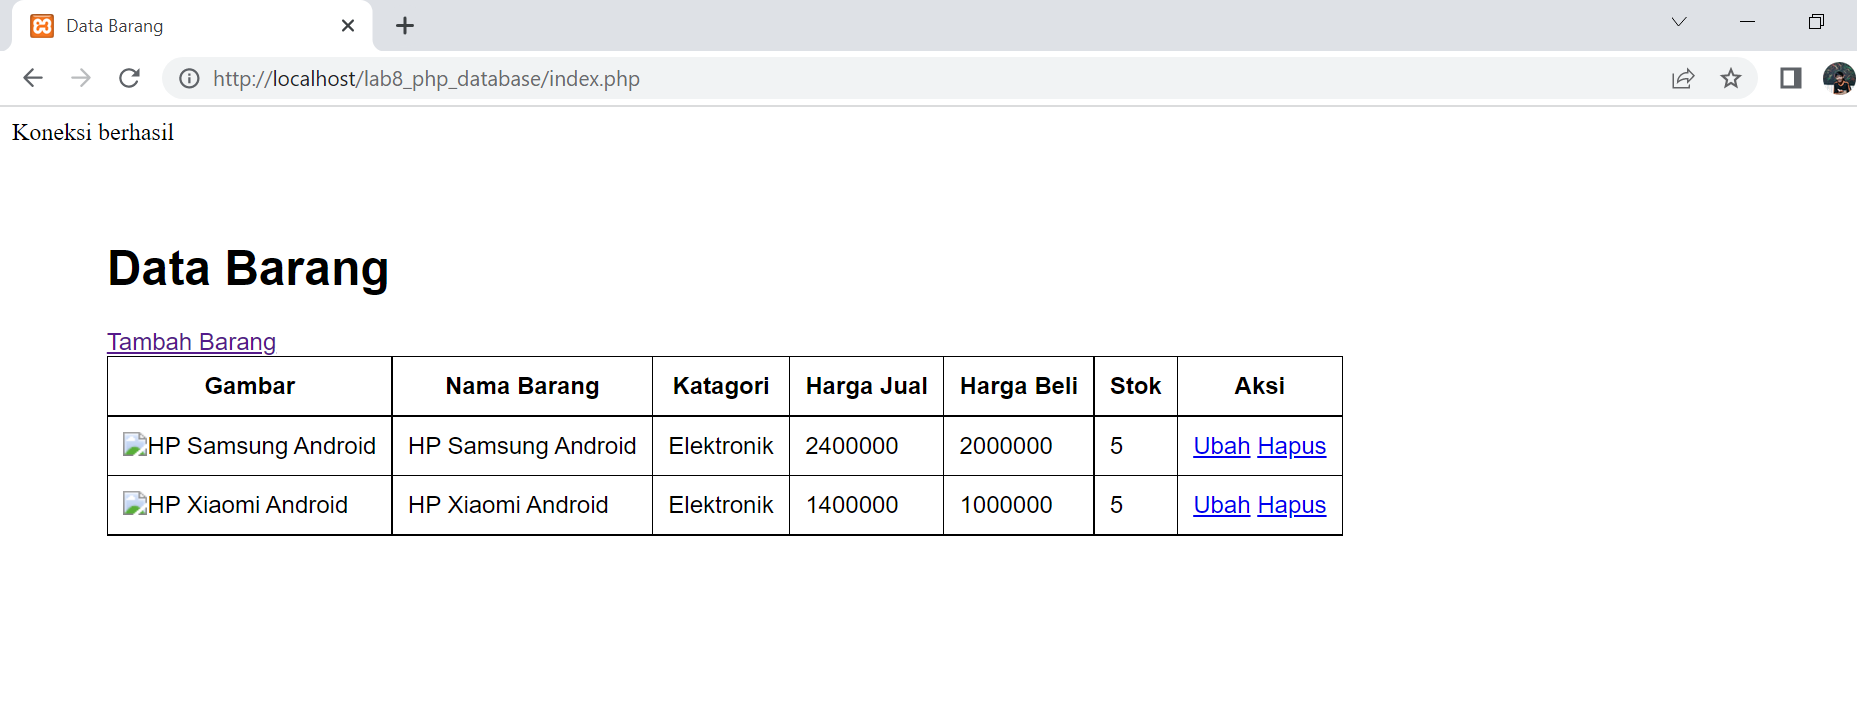 Data Barang
http://localhost/lab8_php_database/index.php
Koneksi berhasil
Data Barang
Tambah Barang
Gambar Nama Barang Katagori Harga Jual Harga Beli Stok Aksi
HP Samsung Android HP Samsung Android Elektronik 2400000 2000000 5 Ubah Hapus
HP Xiaomi Android HP Xiaomi Android Elektronik 1400000 1000000 5 Ubah Hapus